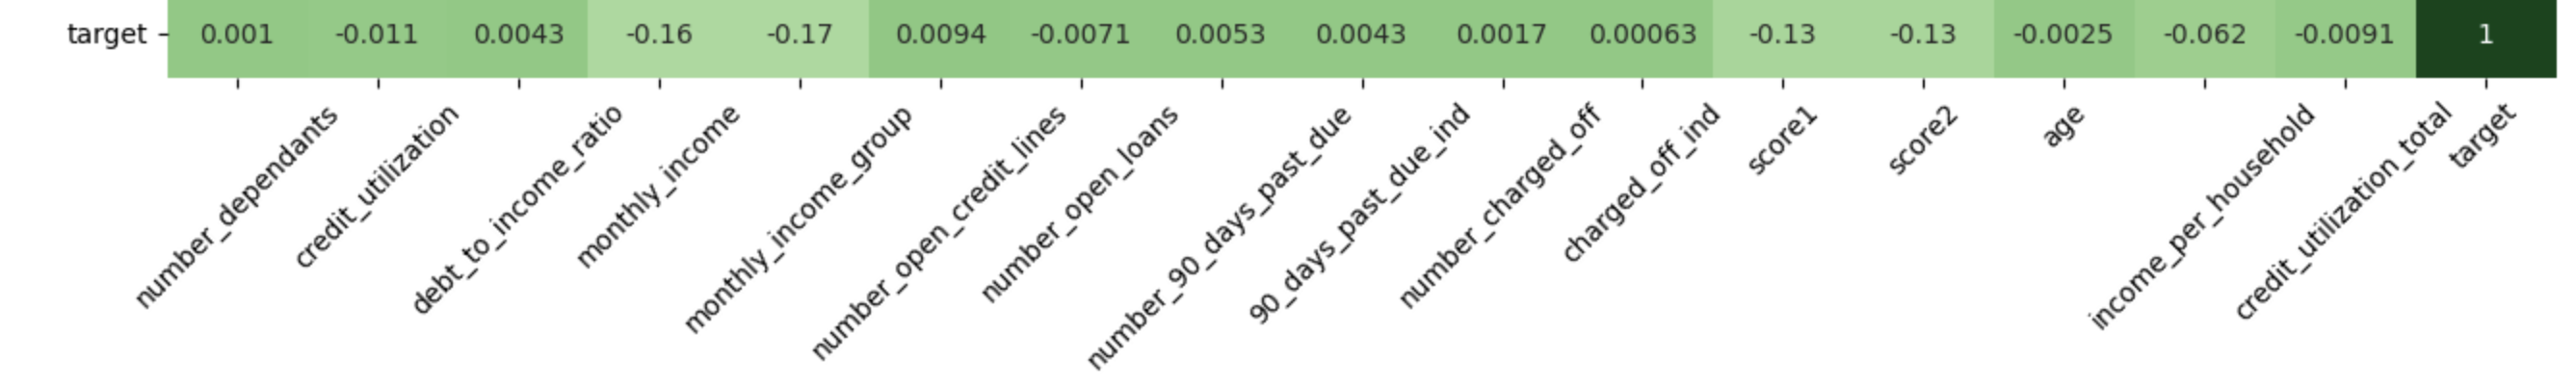 target 0.001 -0.011 0.0043 -0.16 -0.17 0.0094 -0.0071 0.0053 0.0043 0.0017 0.00063 -0.13 -0.13 -0.0025 -0.062 -0.0091 1
number_dependants
credit_utilization
debt_to_income_ratio
monthly_income
monthly_income_group
number_open_credit_lines
number_open_loans
number_90_days_past_due
90_days_past_due_ind
number_charged_off
charged_off_ind
score1
score2
age
income_per_household
credit_utilization_total
target